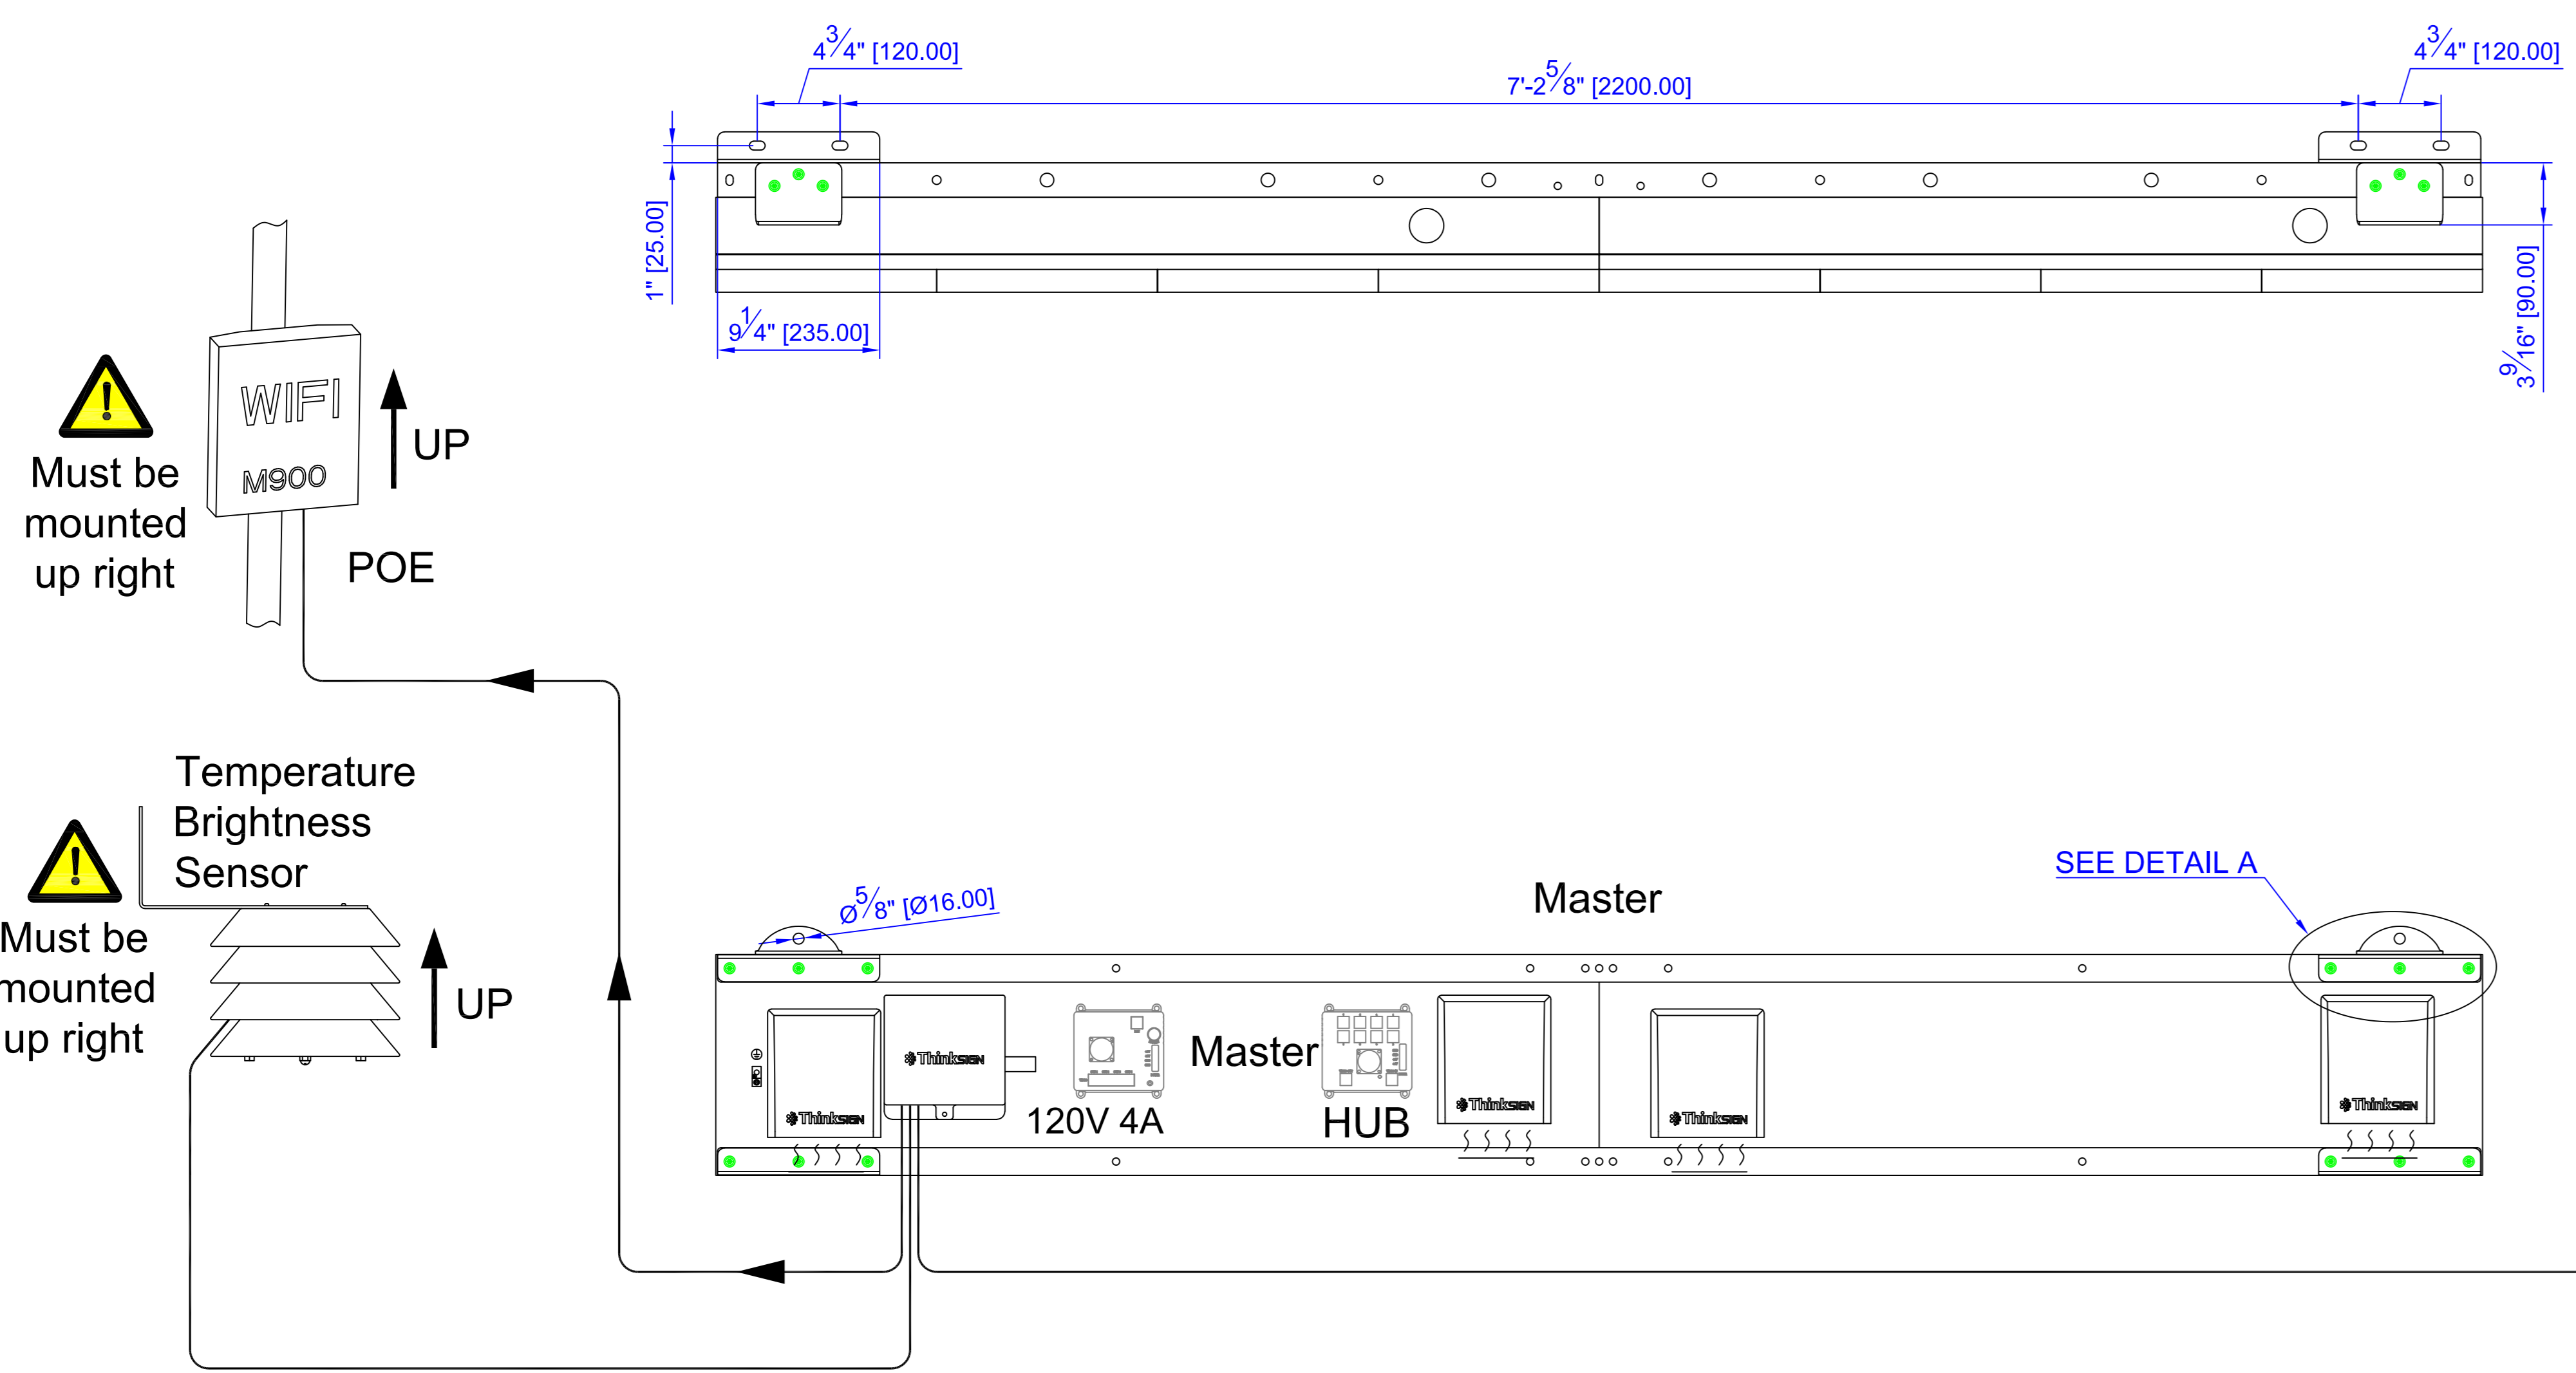 4 3/4" [120.00]
7'-2 5/8" [2200.00]
4 3/4" [120.00]
1" [25.00]
9 1/4" [235.00]
3 9/16" [90.00]
WIFI
M900
UP
Must be
mounted
up right
POE
Temperature
Brightness
Sensor
Must be
mounted
up right
UP
Ø 5/8" [Ø16.00]
Master
SEE DETAIL A
ThinkSIGN
ThinkSIGN
120V 4A
Master
HUB
ThinkSIGN
ThinkSIGN
ThinkSIGN